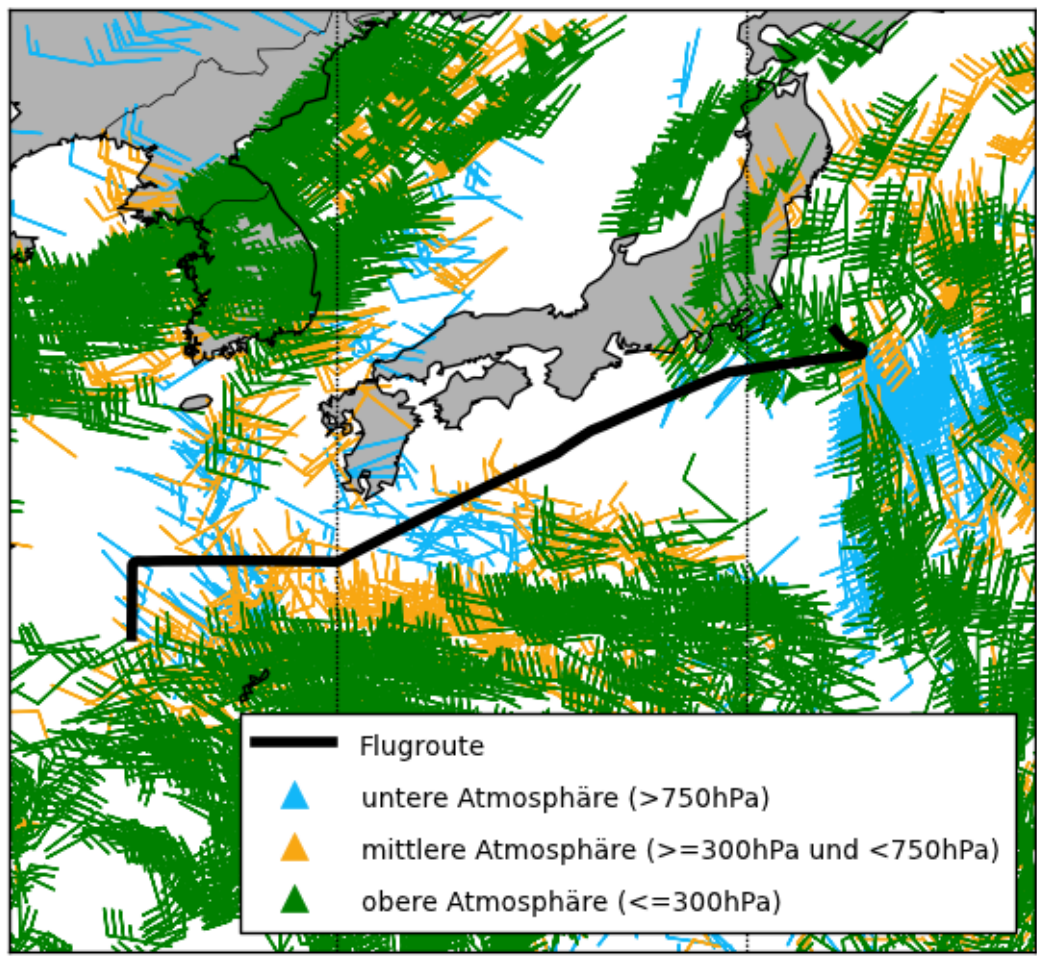 Flugroute
untere Atmosphäre (>750hPa)
mittlere Atmosphäre (>=300hPa und <750hPa)
obere Atmosphäre (<=300hPa)